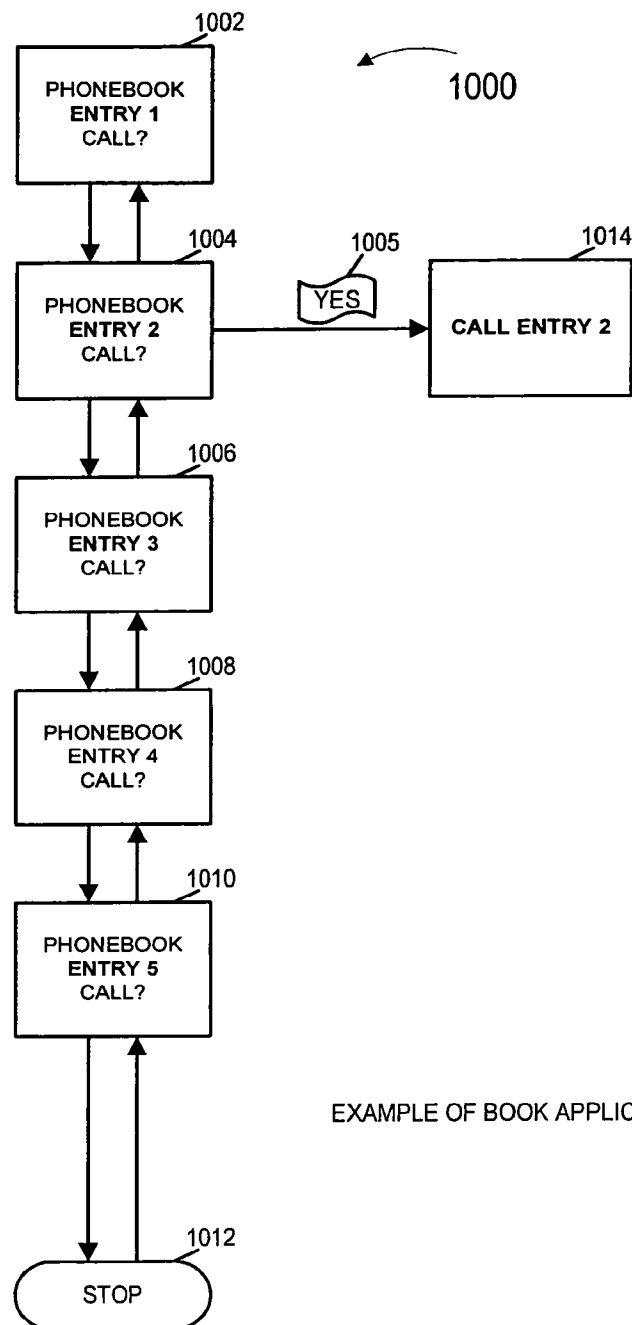 1002
PHONEBOOK
ENTRY 1
CALL?
1000
1004
PHONEBOOK
ENTRY 2
CALL?
1005
YES
1014
CALL ENTRY 2
1006
PHONEBOOK
ENTRY 3
CALL?
1008
PHONEBOOK
ENTRY 4
CALL?
1010
PHONEBOOK
ENTRY 5
CALL?
EXAMPLE OF BOOK
1012
STOP